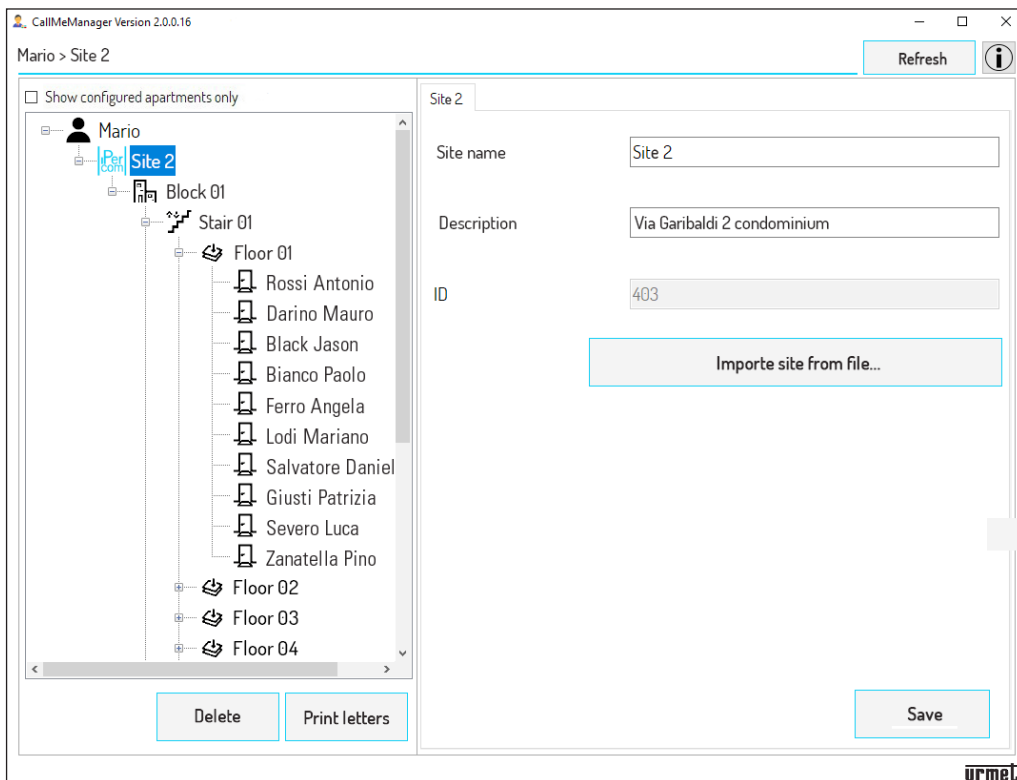 CallMeManager Version 2.0.0.16
Mario > Site 2
Refresh
i
Show configured apartments only
Mario
iPer com Site 2
Block 01
Stair 01
Floor 01
Rossi Antonio
Darino Mauro
Black Jason
Bianco Paolo
Ferro Angela
Lodi Mariano
Salvatore Daniel
Giusti Patrizia
Severo Luca
Zanatella Pino
Floor 02
Floor 03
Floor 04
Delete
Print letters
Site 2
Site name
Site 2
Description
Via Garibaldi 2 condominium
ID
403
Importe site from file...
Save
urmet